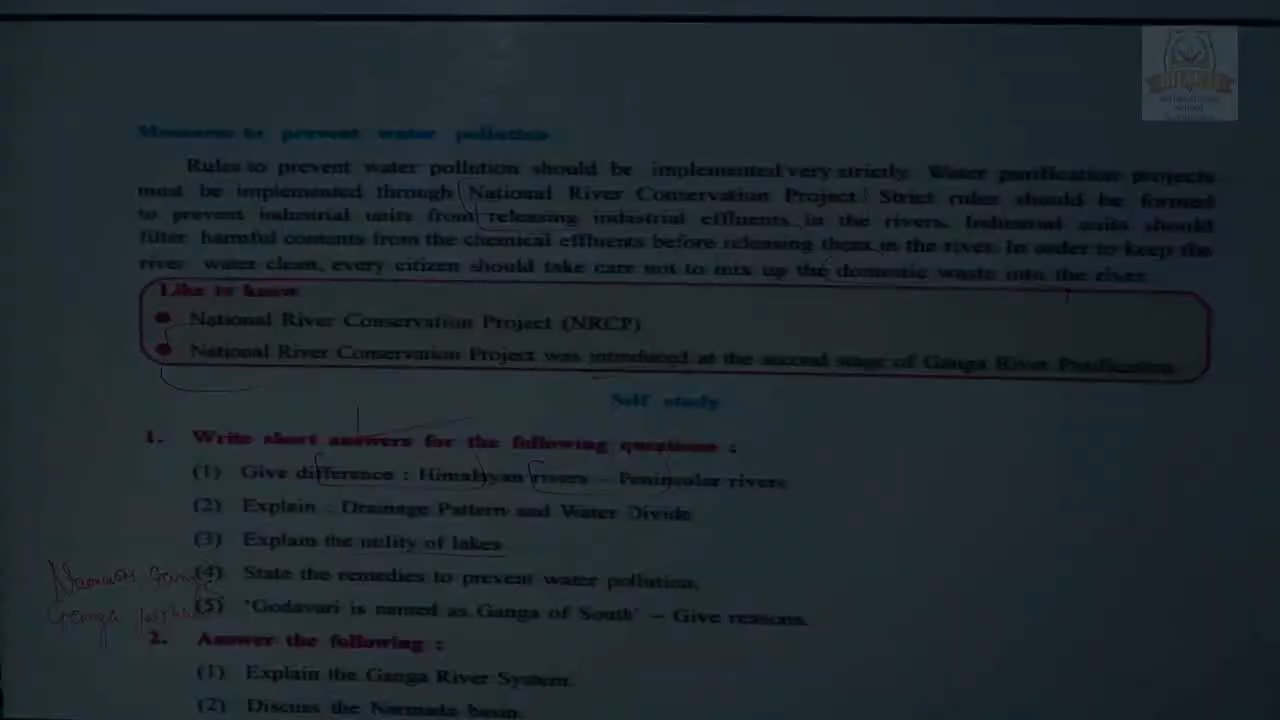 Measures to prevent water pollution
Rules to prevent water pollution should be implemented very strictly. Water purification projects
must be implemented through National River Conservation Project. Strict rules should be formed
to prevent industrial units from releasing industrial effluents in the rivers. Industrial units should
filter harmful contents from the chemical effluents before releasing them in the river. In order to keep the
river water clean, every citizen should take care not to mix up the domestic waste into the river.
Like to know
● National River Conservation Project (NRCP)
● National River Conservation Project was introduced at the second stage of Ganga River Purification.
Self study
1. Write short answers for the following questions :
(1) Give difference : Himalayan rivers – Peninsular rivers
(2) Explain : Drainage Pattern and Water Divide
(3) Explain the utility of lakes
(4) State the remedies to prevent water pollution.
(5) 'Godavari is named as Ganga of South' – Give reasons.
Ganga
2. Answer the following :
(1) Explain the Ganga River System.
(2) Discuss the Narmada basin.